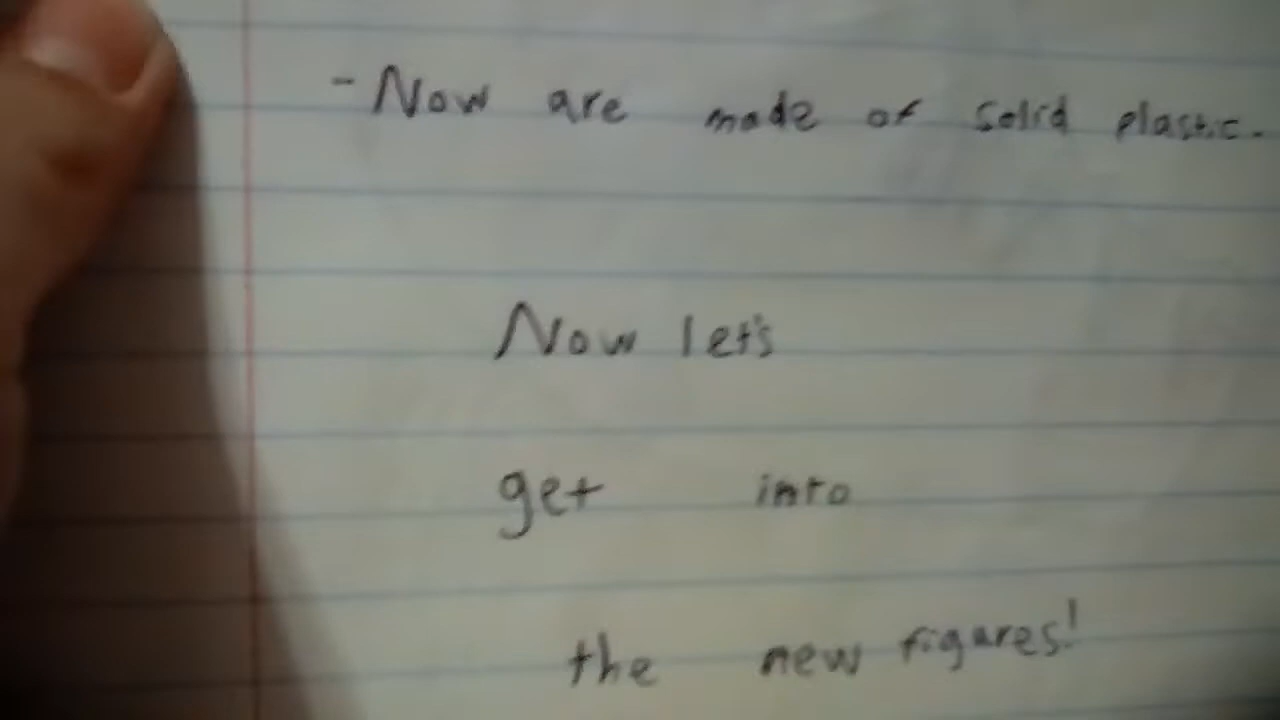 - Now are made of solid plastic.
Now let's
get into
the new figures!